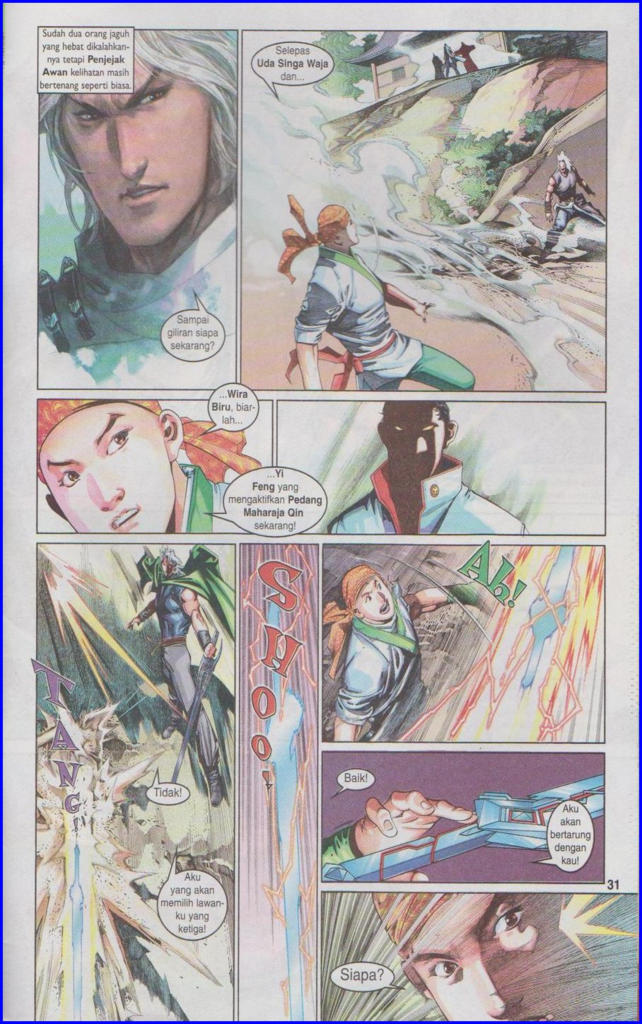 Sudah dua orang jaguh
yang hebat dikalahkan-
nya tetapi Penjejak
Awan kelihatan masih
bertenang seperti biasa.
Sampai
giliran siapa
sekarang?
Selepas
Uda Singa Waja
dan...
...Wira
Biru, biar-
lah...
...Yi
Feng yang
mengaktifkan Pedang
Maharaja Qin
sekarang!
TANG
Tidak!
Aku
yang akan
memilih lawan-
ku yang
ketiga!
SHOO!
Ah!
Baik!
Aku
akan
bertarung
dengan
kau!
31
Siapa?